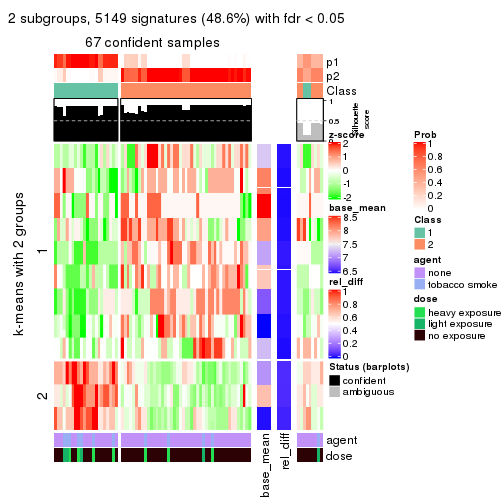 2 subgroups, 5149 signatures (48.6%) with fdr < 0.05
67 confident samples
p1
p2
Class
1
0.5
0
Silhouette
score
k-means with 2 groups
1
2
z-score
2
1
0
-1
-2
base_mean
8.5
7.5
6.5
rel_diff
1
0.8
0.6
0.4
0.2
0
Status (barplots)
confident
ambiguous
Prob
1
0.8
0.6
0.4
0.2
0
Class
1
2
agent
none
tobacco smoke
dose
heavy exposure
light exposure
no exposure
agent
dose
base_mean
rel_diff